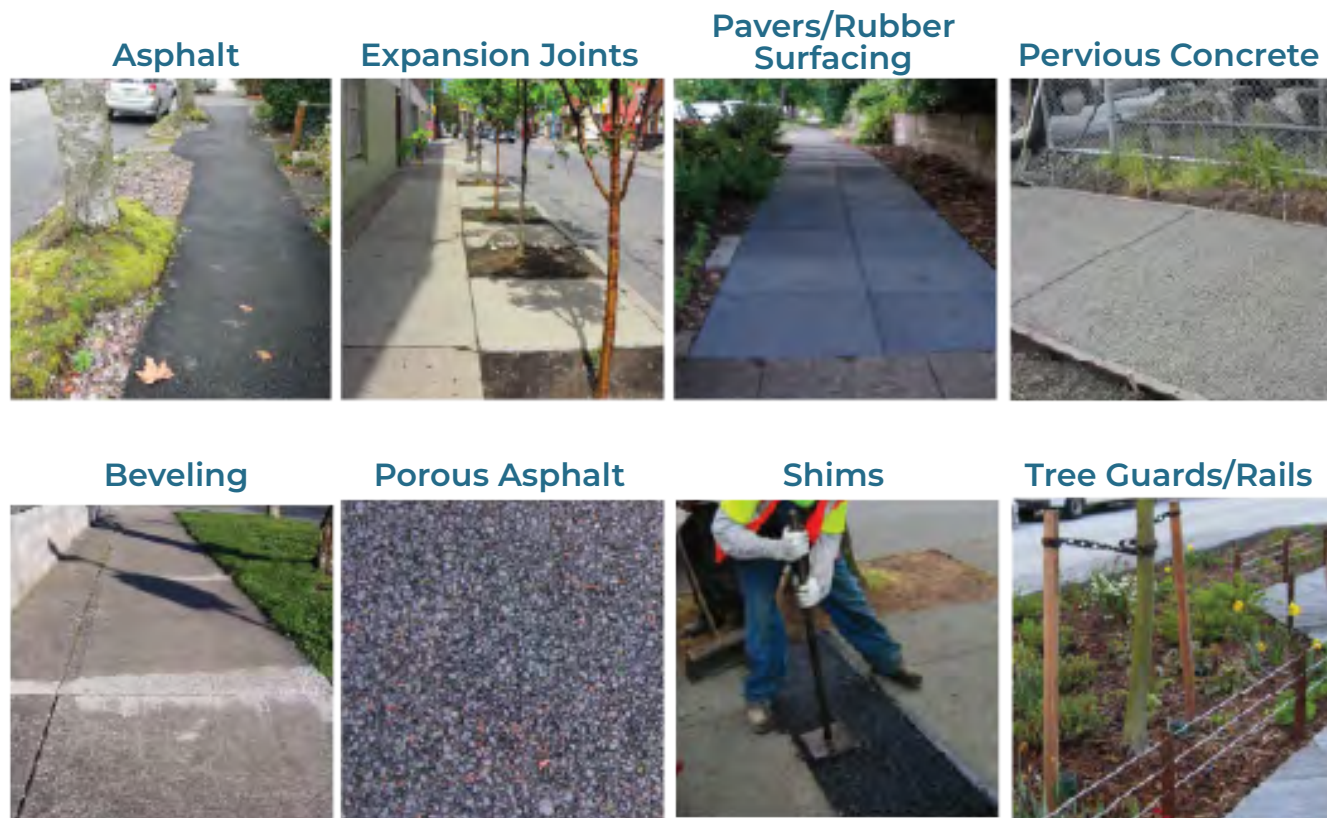 Asphalt
Expansion Joints
Pavers/Rubber
Surfacing
Pervious Concrete
Beveling
Porous Asphalt
Shims
Tree Guards/Rails